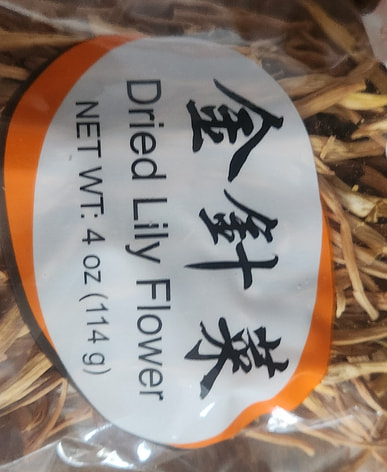 金針菜
Dried Lily Flower
NET WT: 4 oz (114 g)